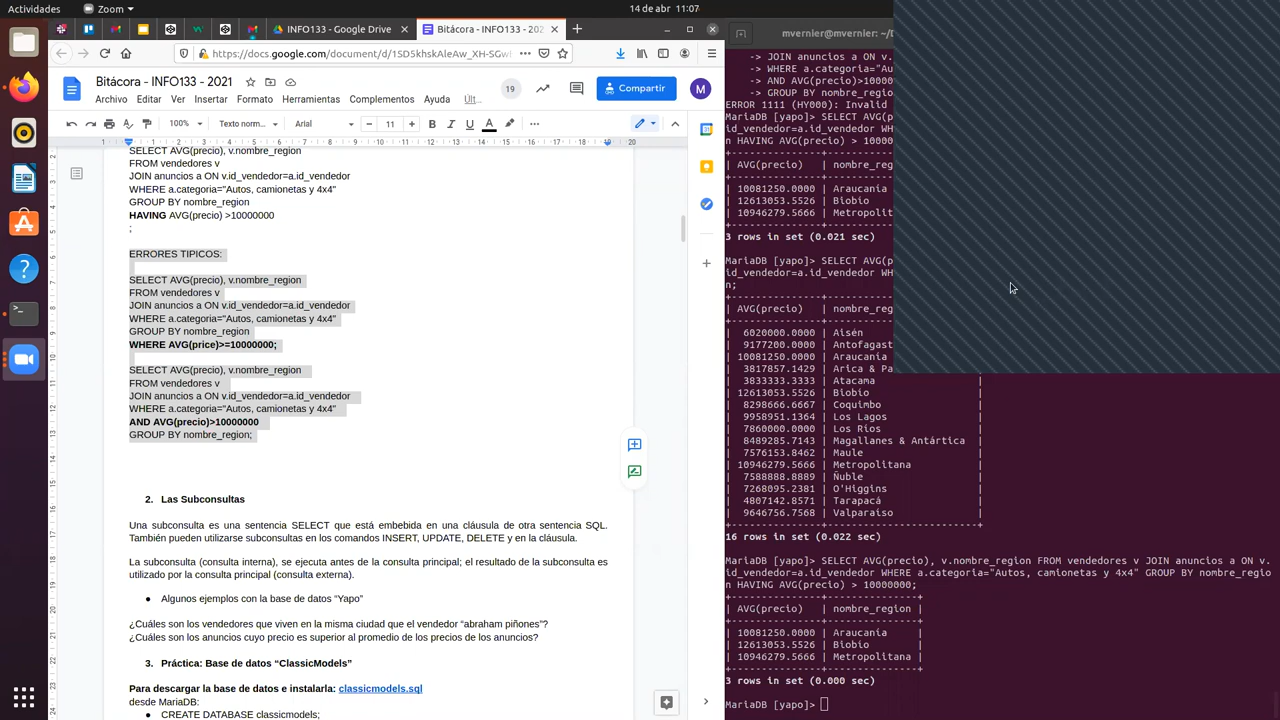 Actividades
Zoom
14 de abr 11:07
INFO133 - Google Drive
Bitácora - INFO133 - 202
https://docs.google.com/document/d/1SD5khskAleAw_XH-SGwI
Bitácora - INFO133 - 2021
Archivo Editar Ver Insertar Formato Herramientas Complementos Ayuda Últ...
19
Compartir
M
100% Texto norm... Arial 11
SELECT AVG(precio), v.nombre_region
FROM vendedores v
JOIN anuncios a ON v.id_vendedor=a.id_vendedor
WHERE a.categoria="Autos, camionetas y 4x4"
GROUP BY nombre_region
HAVING AVG(precio) >10000000
;
ERRORES TIPICOS:
SELECT AVG(precio), v.nombre_region
FROM vendedores v
JOIN anuncios a ON v.id_vendedor=a.id_vendedor
WHERE a.categoria="Autos, camionetas y 4x4"
GROUP BY nombre_region
WHERE AVG(price)>=10000000;
SELECT AVG(precio), v.nombre_region
FROM vendedores v
JOIN anuncios a ON v.id_vendedor=a.id_vendedor
WHERE a.categoria="Autos, camionetas y 4x4"
AND AVG(precio)>10000000
GROUP BY nombre_region;
2. Las Subconsultas
Una subconsulta es una sentencia SELECT que está embebida en una cláusula de otra sentencia SQL.
También pueden utilizarse subconsultas en los comandos INSERT, UPDATE, DELETE y en la cláusula.
La subconsulta (consulta interna), se ejecuta antes de la consulta principal; el resultado de la subconsulta es
utilizado por la consulta principal (consulta externa).
● Algunos ejemplos con la base de datos “Yapo”
¿Cuáles son los vendedores que viven en la misma ciudad que el vendedor “abraham piñones”?
¿Cuáles son los anuncios cuyo precio es superior al promedio de los precios de los anuncios?
3. Práctica: Base de datos “ClassicModels”
Para descargar la base de datos e instalarla: classicmodels.sql
desde MariaDB:
● CREATE DATABASE classicmodels;
mvernier@mvernier: ~/D
-> JOIN anuncios a ON v
-> WHERE a.categoria="Au
-> AND AVG(precio)>10000
-> GROUP BY nombre_regio
ERROR 1111 (HY000): Invalid
MariaDB [yapo]> SELECT AVG(p
id_vendedor=a.id_vendedor WH
n HAVING AVG(precio) > 10000
+--------------+------------
| AVG(precio) | nombre_reg
+--------------+------------
| 10081250.0000 | Araucanía
| 12613053.5526 | Biobío
| 10946279.5666 | Metropolit
+--------------+------------
3 rows in set (0.021 sec)
MariaDB [yapo]> SELECT AVG(p
id_vendedor=a.id_vendedor WH
n;
+--------------+------------
| AVG(precio) | nombre_reg
+--------------+------------
| 6020000.0000 | Aisén
| 9177200.0000 | Antofagast
| 10081250.0000 | Araucanía
| 3817857.1429 | Arica & Pa
| 3833333.3333 | Atacama |
| 12613053.5526 | Biobío |
| 8298666.6667 | Coquimbo |
| 9958951.1364 | Los Lagos |
| 7860000.0000 | Los Ríos |
| 8489285.7143 | Magallanes & Antártica |
| 7576153.8462 | Maule |
| 10946279.5666 | Metropolitana |
| 7588888.8889 | Ñuble |
| 7268095.2381 | O'Higgins |
| 4807142.8571 | Tarapacá |
| 9646756.7568 | Valparaíso |
+---------------+------------------------+
16 rows in set (0.022 sec)
MariaDB [yapo]> SELECT AVG(precio), v.nombre_region FROM vendedores v JOIN anuncios a ON v.
id_vendedor=a.id_vendedor WHERE a.categoria="Autos, camionetas y 4x4" GROUP BY nombre_regio
n HAVING AVG(precio) > 10000000;
+---------------+---------------+
| AVG(precio) | nombre_region |
+---------------+---------------+
| 10081250.0000 | Araucanía |
| 12613053.5526 | Biobío |
| 10946279.5666 | Metropolitana |
+---------------+---------------+
3 rows in set (0.000 sec)
MariaDB [yapo]>